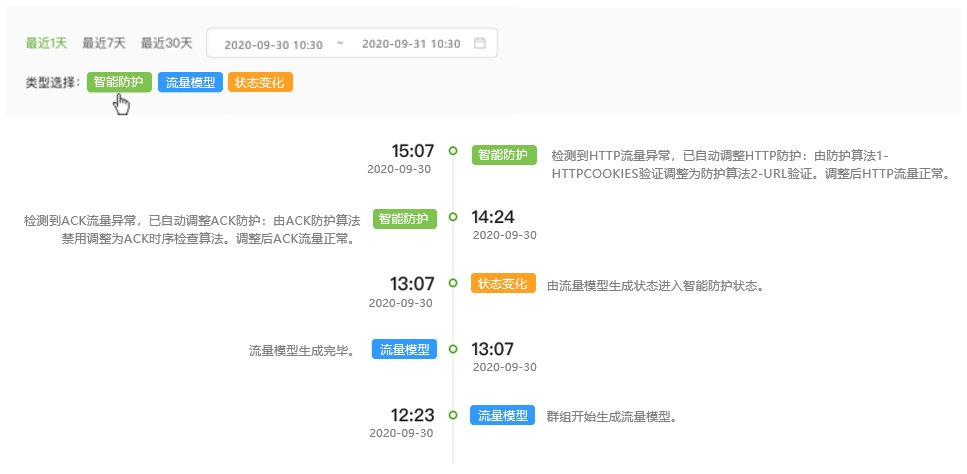 最近1天 最近7天 最近30天 2020-09-30 10:30 ~ 2020-09-31 10:30
类型选择： 智能防护 流量模型 状态变化
15:07 智能防护 检测到HTTP流量异常，已自动调整HTTP防护：由防护算法1-
2020-09-30 HTTPCOOKIES验证调整为防护算法2-URL验证。调整后HTTP流量正常。
检测到ACK流量异常，已自动调整ACK防护：由ACK防护算法 智能防护 14:24
禁用调整为ACK时序检查算法。调整后ACK流量正常。 2020-09-30
13:07 状态变化 由流量模型生成状态进入智能防护状态。
2020-09-30
流量模型生成完毕。 流量模型 13:07
2020-09-30
12:23 流量模型 群组开始生成流量模型。
2020-09-30